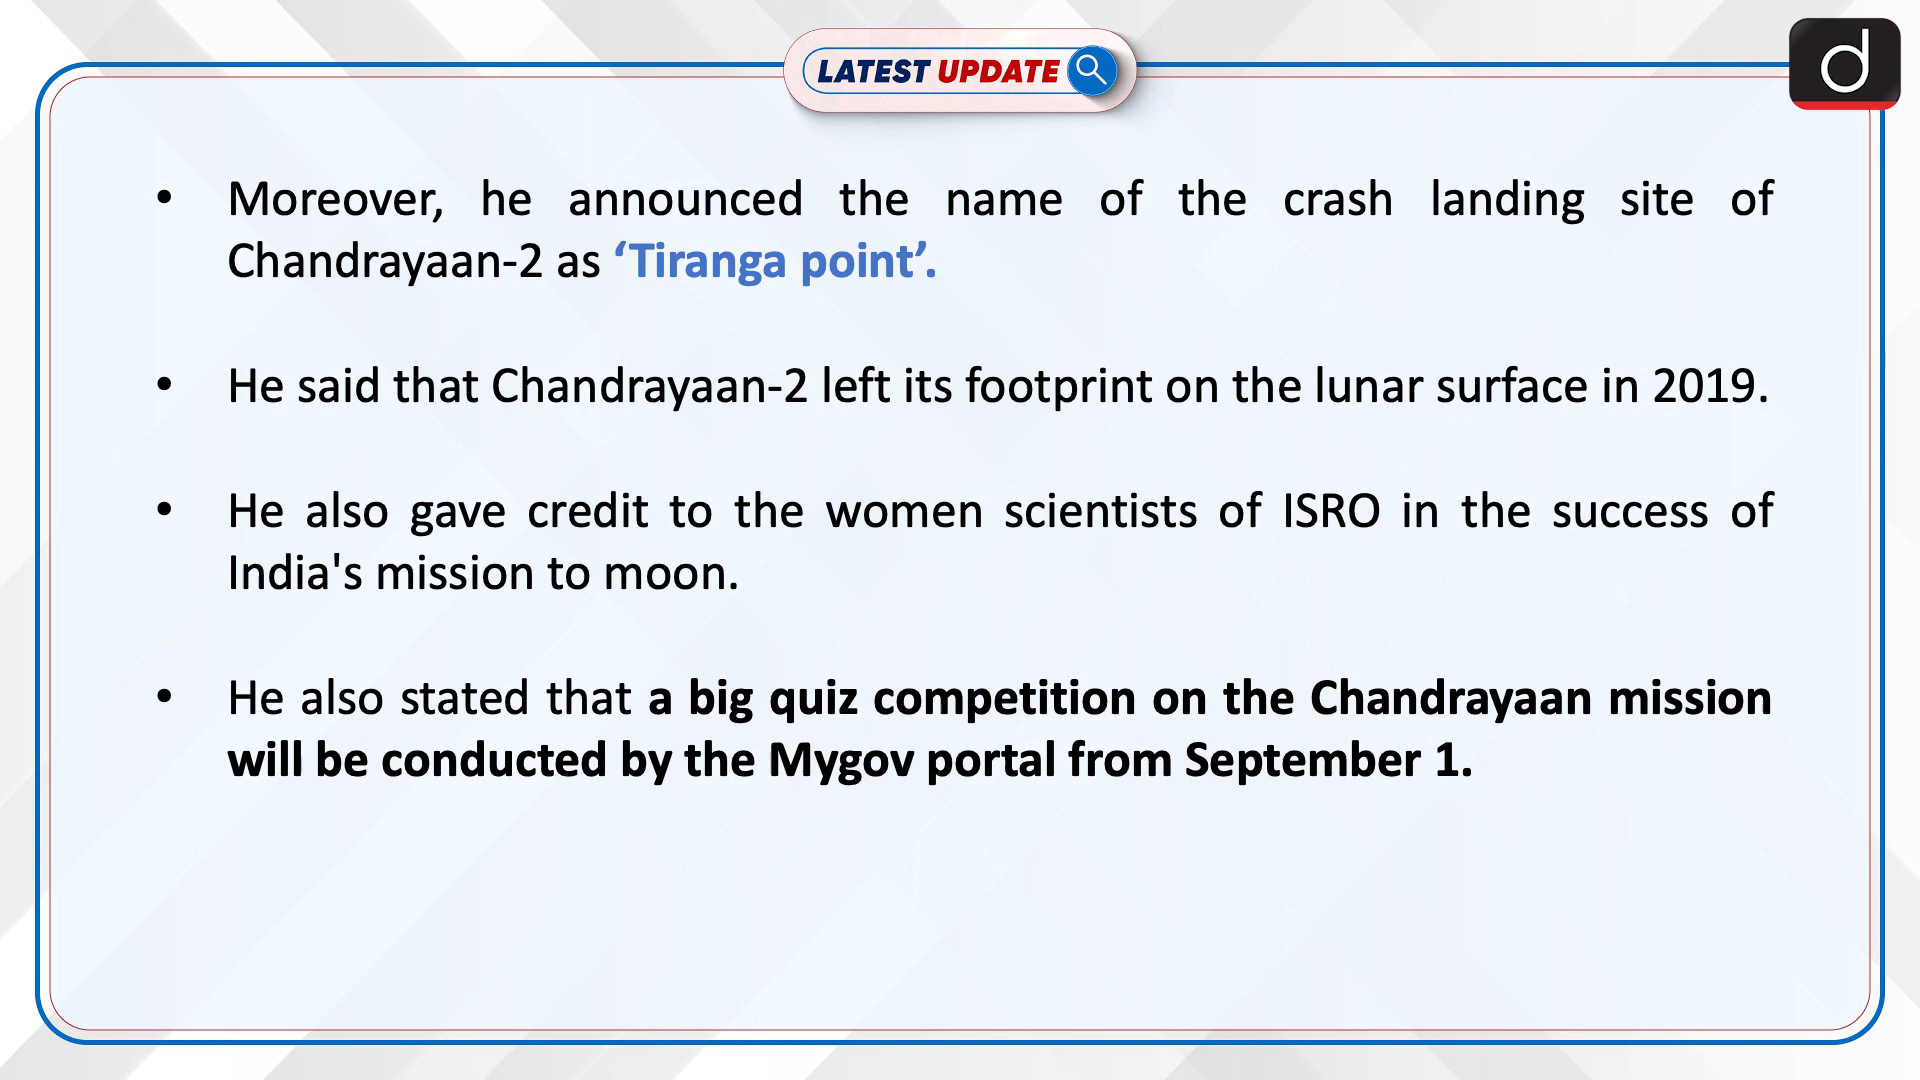 LATEST UPDATE
d
• Moreover, he announced the name of the crash landing site of
Chandrayaan-2 as ‘Tiranga point’.
• He said that Chandrayaan-2 left its footprint on the lunar surface in 2019.
• He also gave credit to the women scientists of ISRO in the success of
India's mission to moon.
• He also stated that a big quiz competition on the Chandrayaan mission
will be conducted by the Mygov portal from September 1.